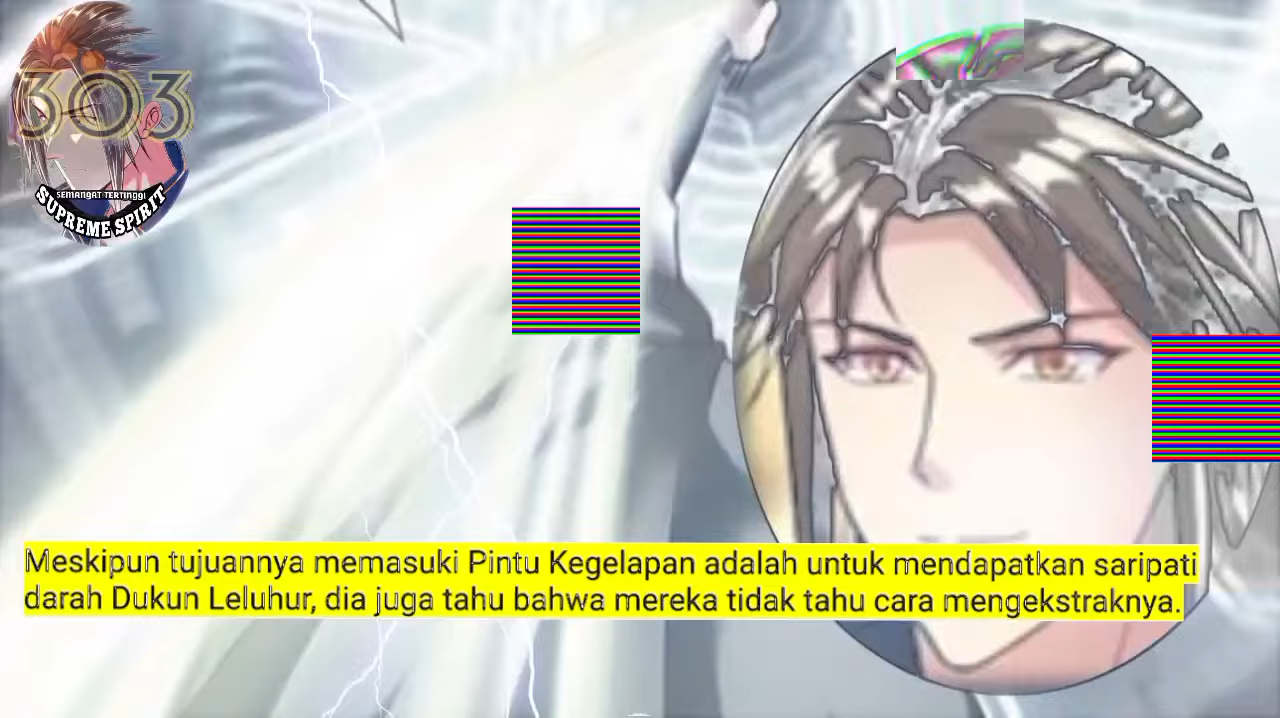 303
SEMANGAT TERTINGGI
SUPREME SPIRIT
Meskipun tujuannya memasuki Pintu Kegelapan adalah untuk mendapatkan saripati
darah Dukun Leluhur, dia juga tahu bahwa mereka tidak tahu cara mengekstraknya.